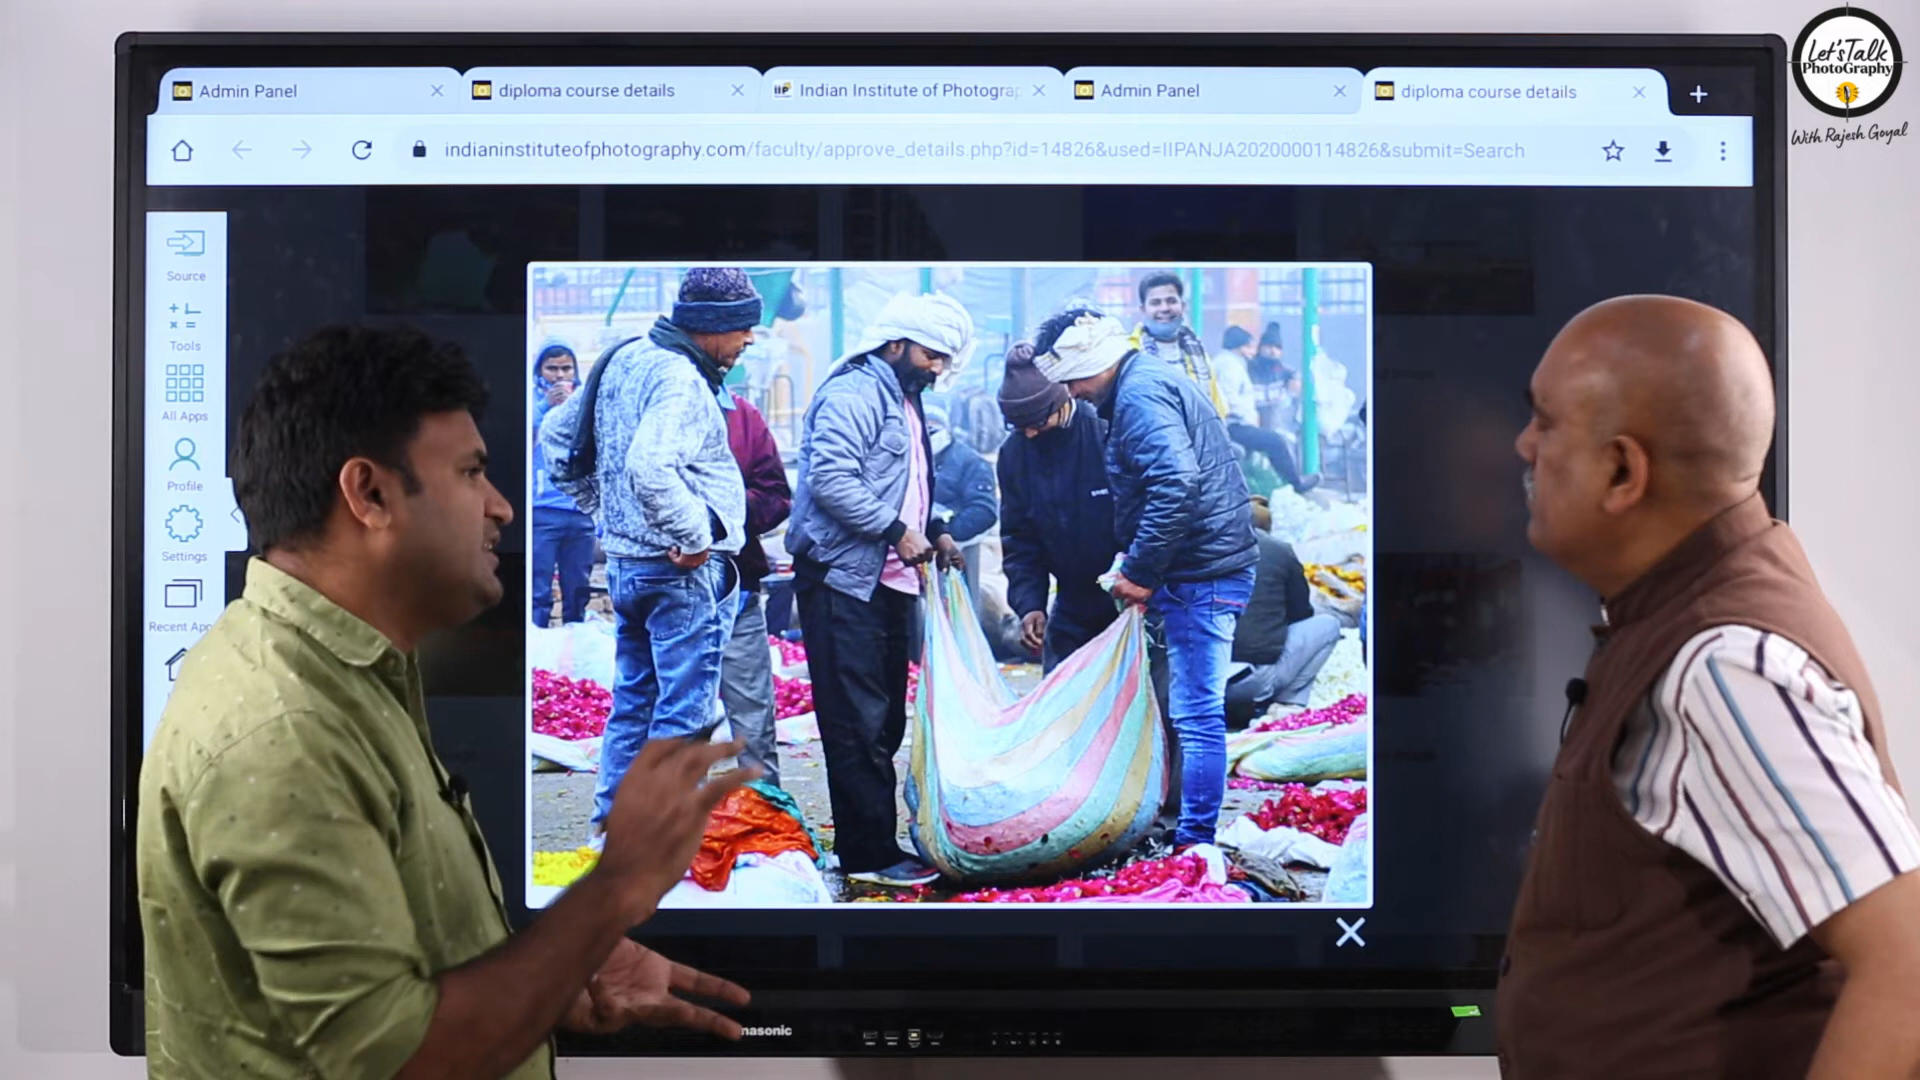 Let'sTalk
PHotoGraphy
With Rajesh Goyal
Admin Panel
diploma course details
Indian Institute of Photograp
Admin Panel
diploma course details
indianinstituteofphotography.com/faculty/approve_details.php?id=14826&used=IIPANJA2020000114826&submit=Search
Source
Tools
All Apps
Profile
Settings
Recent App
nasonic